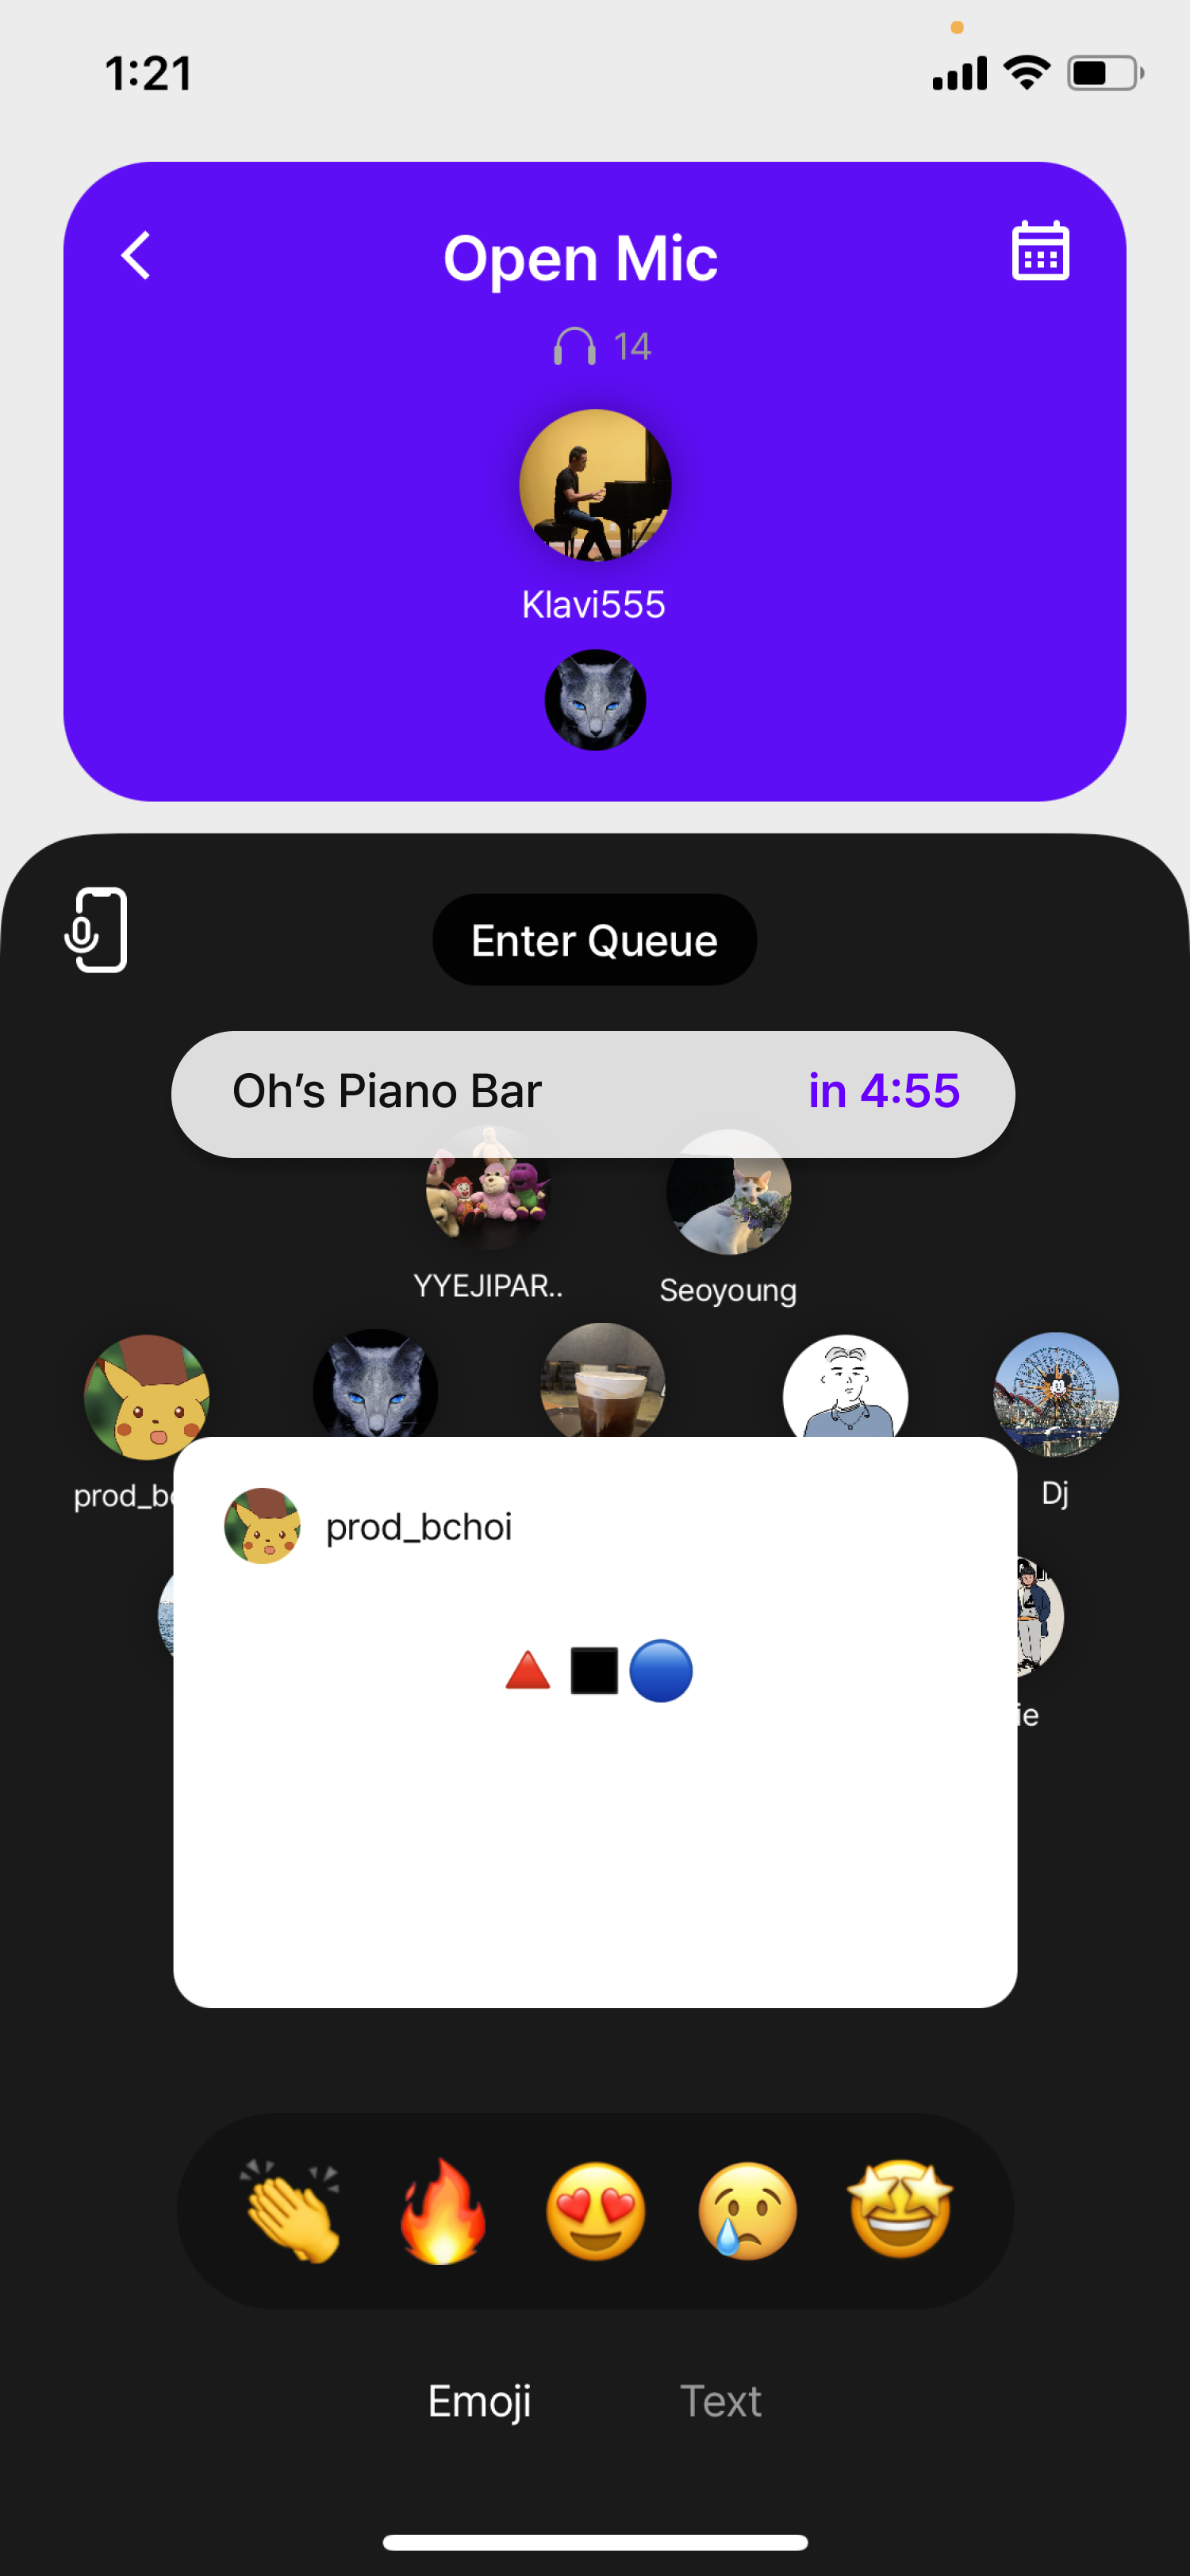 1:21
Open Mic
14
Klavi555
Enter Queue
Oh’s Piano Bar in 4:55
YYEJIPAR.. Seoyoung
prod_b Dj
prod_bchoi
ie
Emoji Text